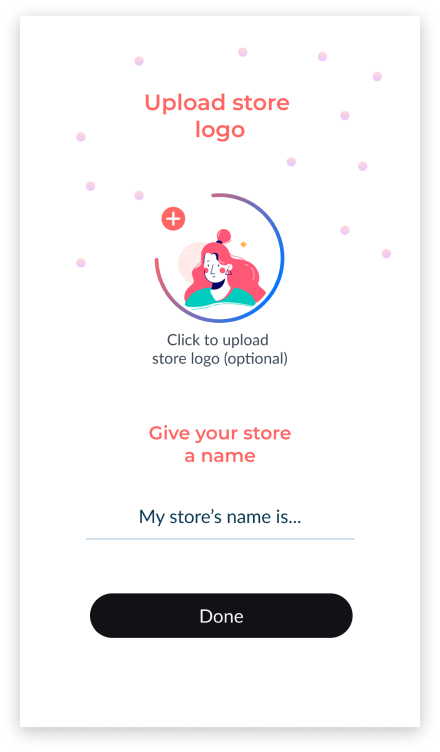 Upload store
logo
Click to upload
store logo (optional)
Give your store
a name
My store’s name is...
Done